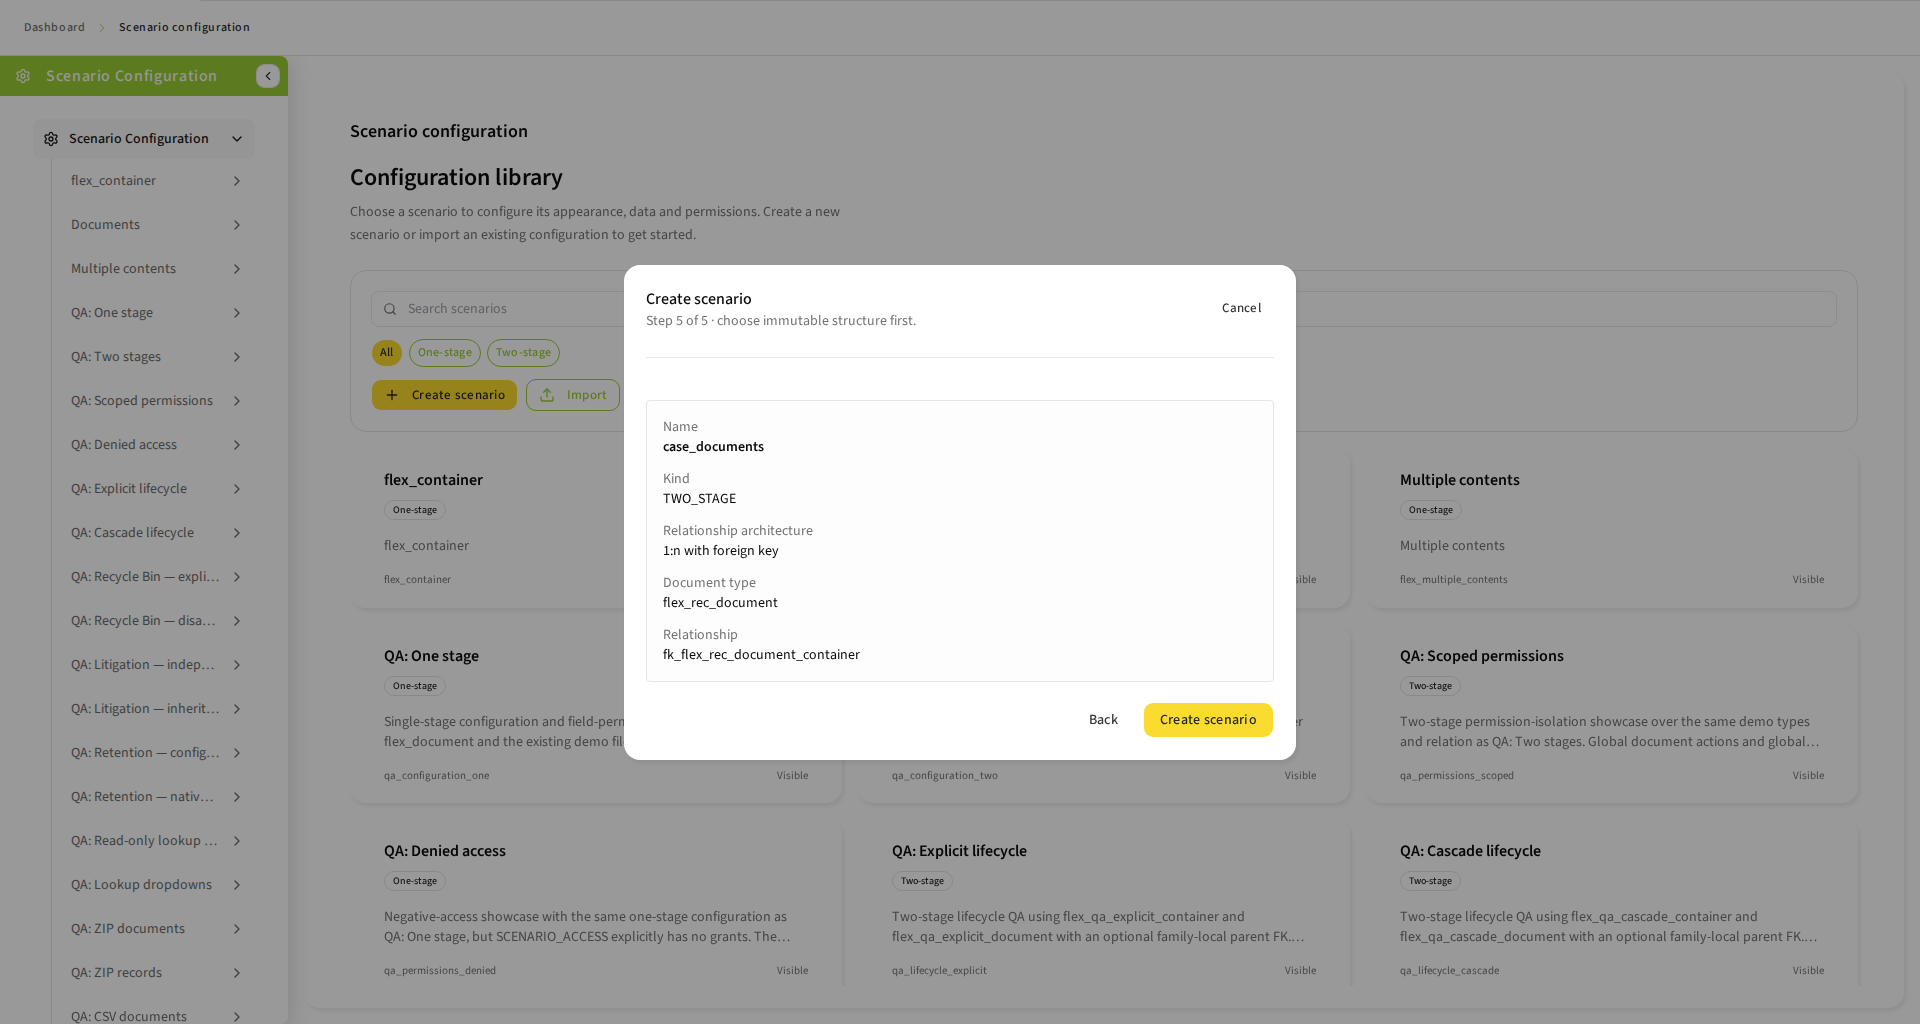 Dashboard
Scenario configuration
Scenario Configuration
Scenario Configuration
flex_container
Documents
Multiple contents
QA: One stage
QA: Two stages
QA: Scoped permissions
QA: Denied access
QA: Explicit lifecycle
QA: Cascade lifecycle
QA: Recycle Bin — expli...
QA: Recycle Bin — disa...
QA: Litigation — indep...
QA: Litigation — inherit...
QA: Retention — config...
QA: Retention — nativ...
QA: Read-only lookup ...
QA: Lookup dropdowns
QA: ZIP documents
QA: ZIP records
QA: CSV documents
Scenario configuration
Configuration library
Choose a scenario to configure its appearance, data and permissions. Create a new
scenario or import an existing configuration to get started.
Search scenarios
All
One-stage
Two-stage
Create scenario
Import
flex_container
One-stage
flex_container
flex_container
Multiple contents
One-stage
Multiple contents
flex_multiple_contents
Visible
QA: One stage
One-stage
Single-stage configuration and field-perm
flex_document and the existing demo fil
qa_configuration_one
Visible
qa_configuration_two
Visible
QA: Scoped permissions
Two-stage
Two-stage permission-isolation showcase over the same demo types
and relation as QA: Two stages. Global document actions and global...
qa_permissions_scoped
Visible
QA: Denied access
One-stage
Negative-access showcase with the same one-stage configuration as
QA: One stage, but SCENARIO_ACCESS explicitly has no grants. The...
qa_permissions_denied
Visible
QA: Explicit lifecycle
Two-stage
Two-stage lifecycle QA using flex_qa_explicit_container and
flex_qa_explicit_document with an optional family-local parent FK....
qa_lifecycle_explicit
Visible
QA: Cascade lifecycle
Two-stage
Two-stage lifecycle QA using flex_qa_cascade_container and
flex_qa_cascade_document with an optional family-local parent FK....
qa_lifecycle_cascade
Visible
Create scenario
Step 5 of 5 · choose immutable structure first.
Cancel
Name
case_documents
Kind
TWO_STAGE
Relationship architecture
1:n with foreign key
Document type
flex_rec_document
Relationship
fk_flex_rec_document_container
Back
Create scenario